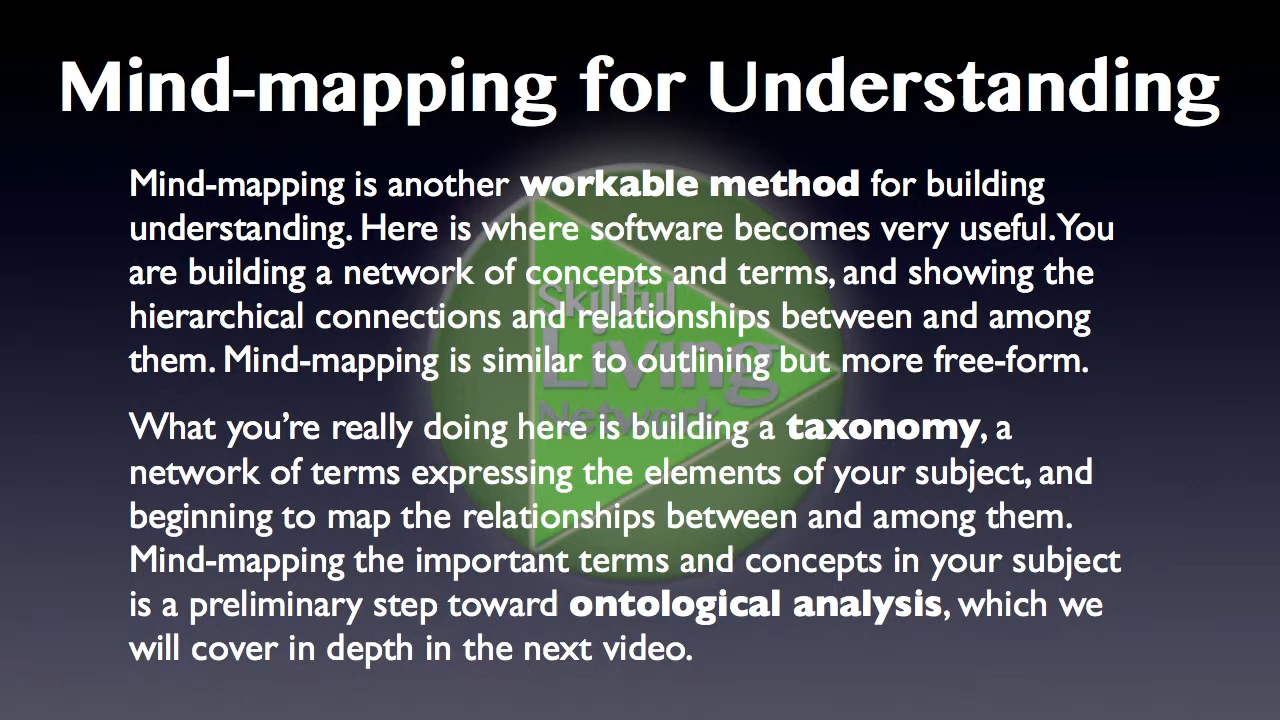 Mind-mapping for Understanding
Mind-mapping is another workable method for building
understanding. Here is where software becomes very useful. You
are building a network of concepts and terms, and showing the
hierarchical connections and relationships between and among
them. Mind-mapping is similar to outlining but more free-form.
What you’re really doing here is building a taxonomy, a
network of terms expressing the elements of your subject, and
beginning to map the relationships between and among them.
Mind-mapping the important terms and concepts in your subject
is a preliminary step toward ontological analysis, which we
will cover in depth in the next video.
Skillful
Living
Network